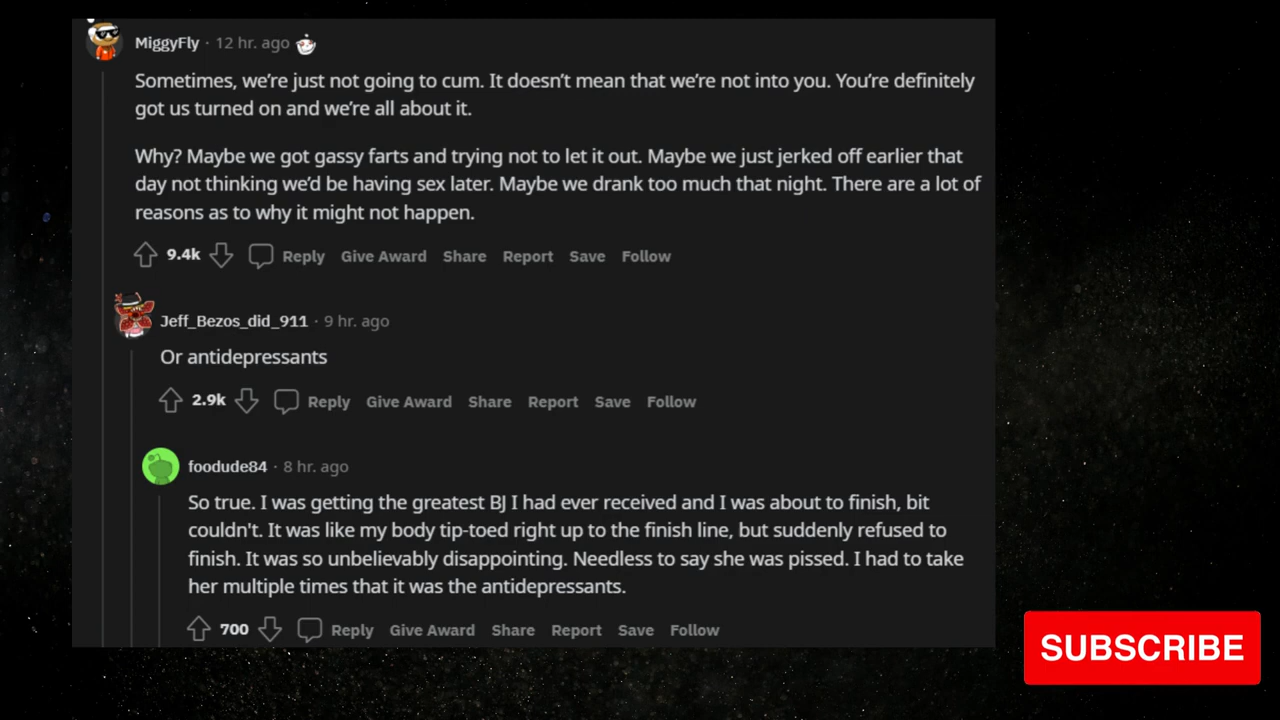 MiggyFly · 12 hr. ago
Sometimes, we're just not going to cum. It doesn't mean that we're not into you. You're definitely
got us turned on and we're all about it.
Why? Maybe we got gassy farts and trying not to let it out. Maybe we just jerked off earlier that
day not thinking we'd be having sex later. Maybe we drank too much that night. There are a lot of
reasons as to why it might not happen.
9.4k Reply Give Award Share Report Save Follow
Jeff_Bezos_did_911 · 9 hr. ago
Or antidepressants
2.9k Reply Give Award Share Report Save Follow
foodude84 · 8 hr. ago
So true. I was getting the greatest BJ I had ever received and I was about to finish, bit
couldn't. It was like my body tip-toed right up to the finish line, but suddenly refused to
finish. It was so unbelievably disappointing. Needless to say she was pissed. I had to take
her multiple times that it was the antidepressants.
700 Reply Give Award Share Report Save Follow
SUBSCRIBE